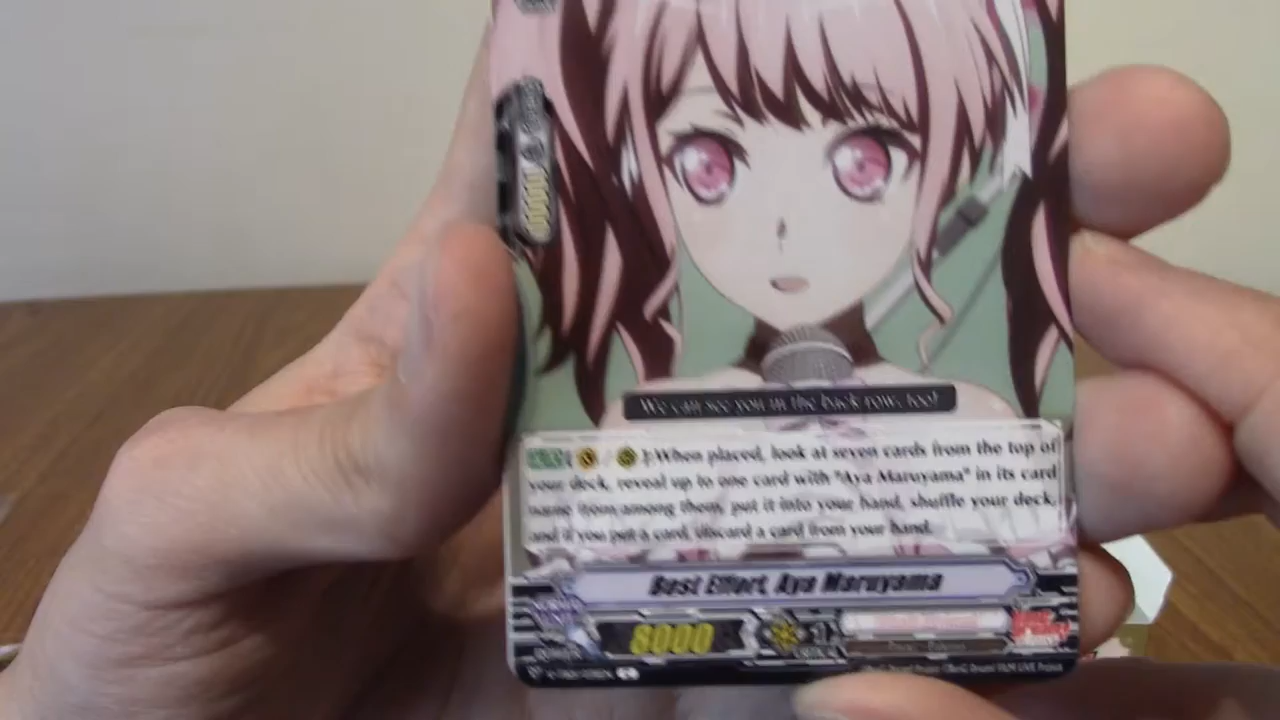 We can see you in the back row, too!
When placed, look at seven cards from the top of
your deck, reveal up to one card with "Aya Maruyama" in its card
name from among them, put it into your hand, shuffle your deck,
and if you put a card, discard a card from your hand.
Best Effort, Aya Maruyama
8000
1